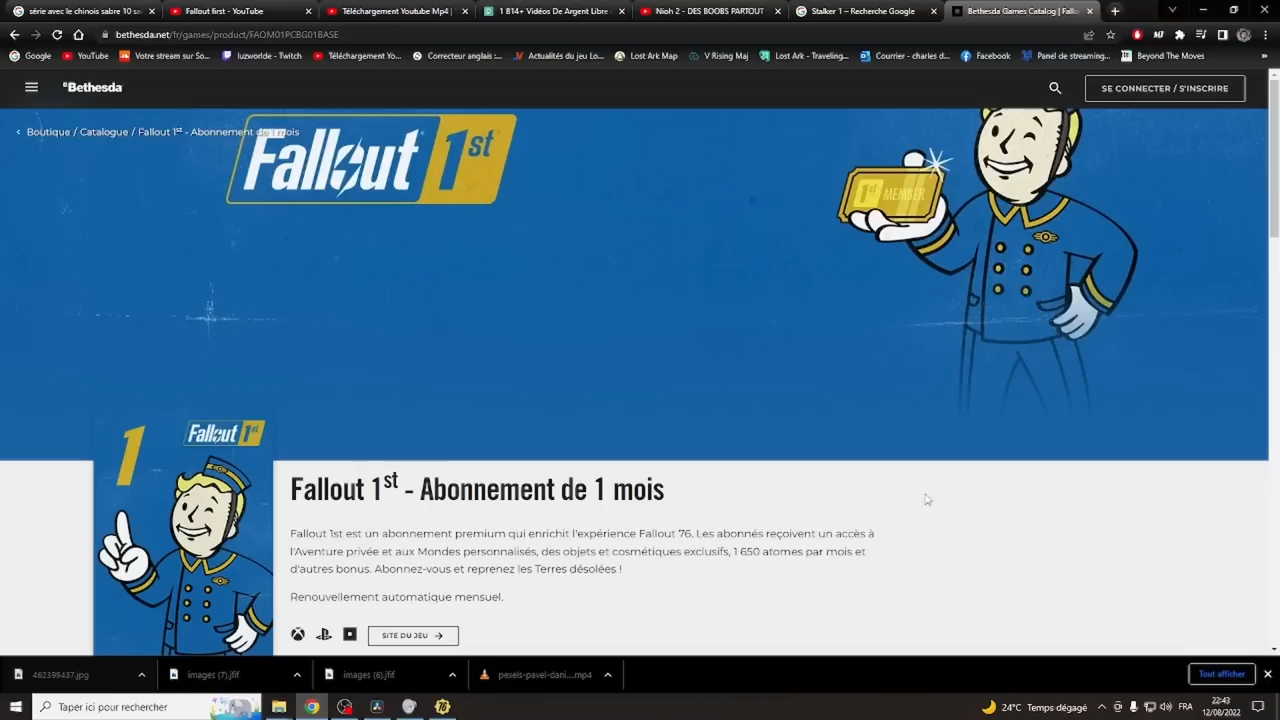 série avec le chinois sabre 10 sa
Fallout first - YouTube
Téléchargement Youtube Mp4 |
1 814+ Vidéos De Argent Libre
Nioh 2 - DES BOOBS PARTOUT
Stalker 1 – Recherche Google
Bethesda Games Catalog | Fallo
bethesda.net/fr/games/product/FAOM01PCBG01BASE
Google
YouTube
Votre stream sur So...
luzworlde - Twitch
Téléchargement Yo...
Correcteur anglais :...
Actualités du jeu Lo...
Lost Ark Map
V Rising Maj
Lost Ark - Traveling...
Courrier - charles d...
Facebook
Panel de streaming...
Beyond The Moves
»
Bethesda
SE CONNECTER / S'INSCRIRE
Boutique / Catalogue / Fallout 1st - Abonnement de 1 mois
Fallout 1st
1st MEMBER
1
Fallout 1st
Fallout 1st - Abonnement de 1 mois
Fallout 1st est un abonnement premium qui enrichit l'expérience Fallout 76. Les abonnés reçoivent un accès à
l'Aventure privée et aux Mondes personnalisés, des objets et cosmétiques exclusifs, 1 650 atomes par mois et
d'autres bonus. Abonnez-vous et reprenez les Terres désolées !
Renouvellement automatique mensuel.
SITE DU JEU
462399437.jpg
images (7).jfif
images (6).jfif
pexels-pavel-dani....mp4
Tout afficher
Taper ici pour rechercher
76
24°C Temps dégagé
FRA
22:43
12/08/2022